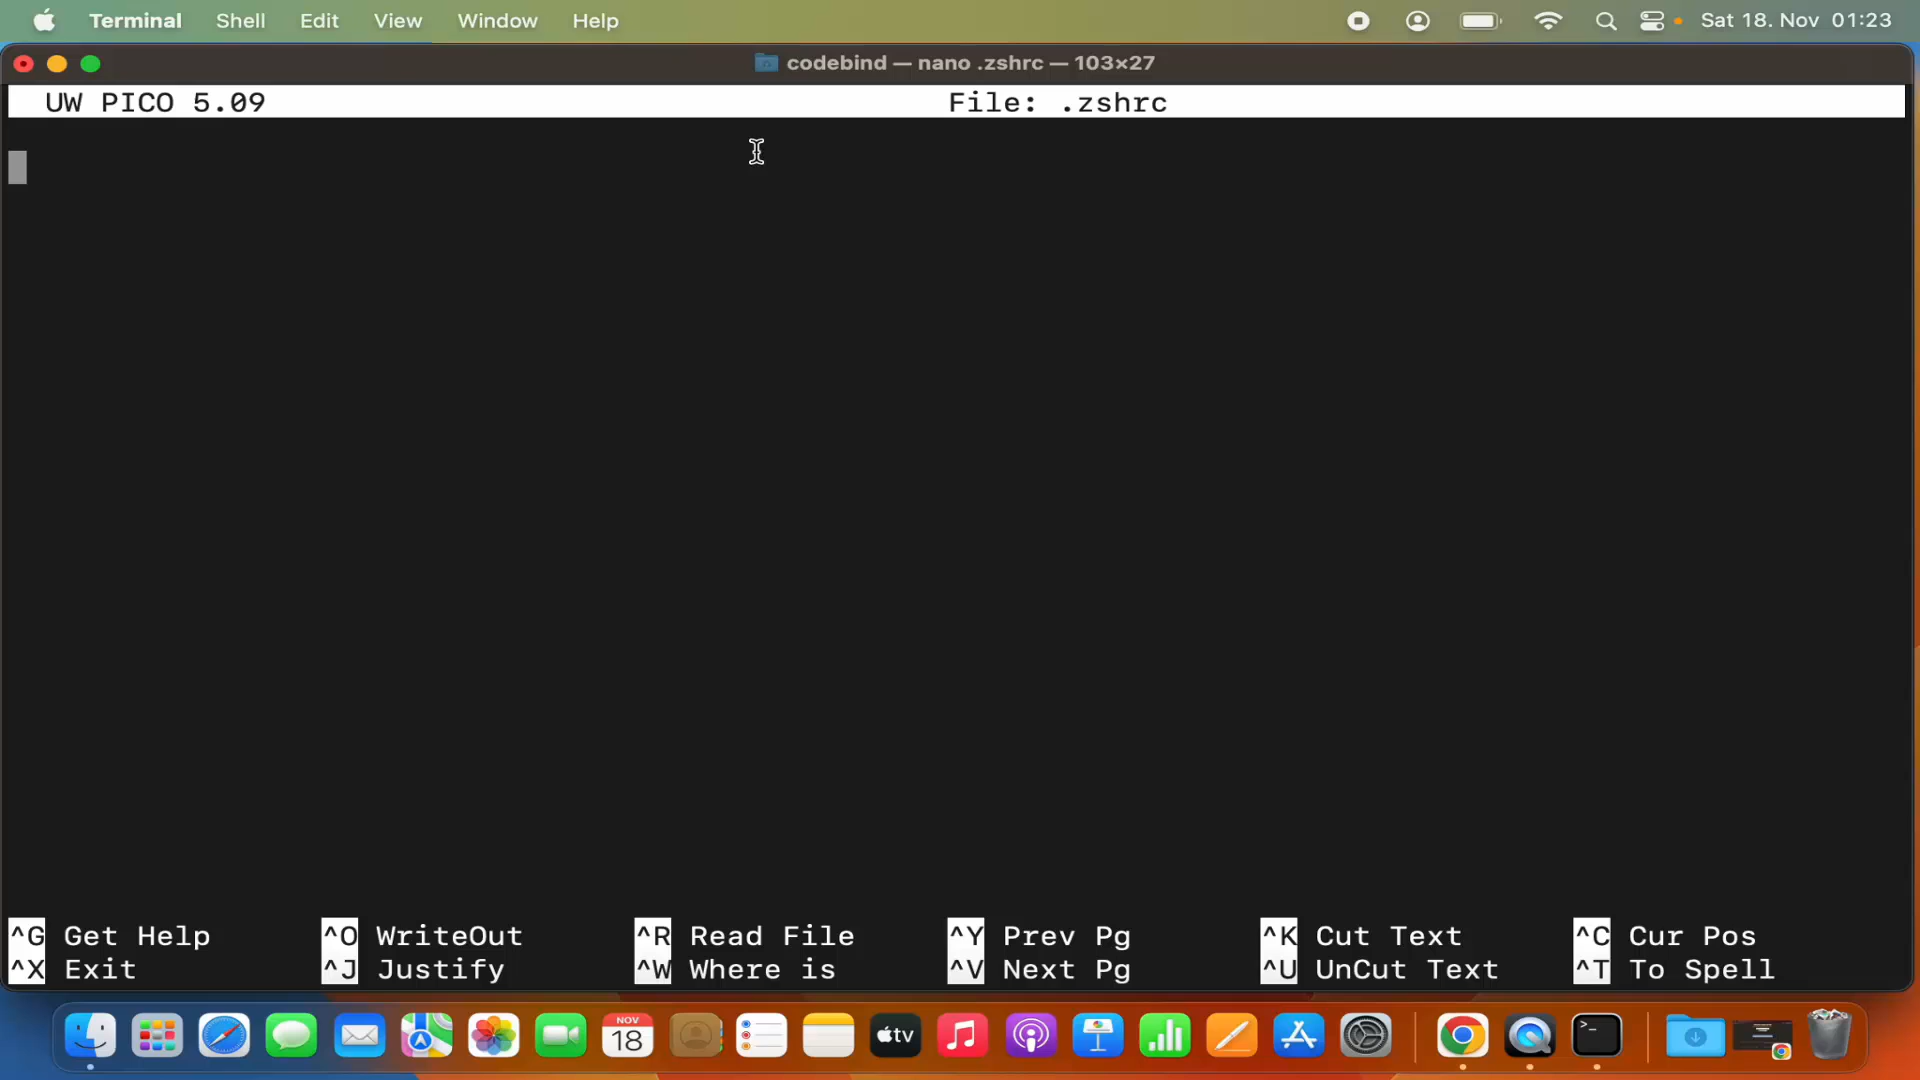 Terminal Shell Edit View Window Help Sat 18. Nov 01:23
codebind — nano .zshrc — 103×27
UW PICO 5.09 File: .zshrc
^G Get Help ^O WriteOut ^R Read File ^Y Prev Pg ^K Cut Text ^C Cur Pos
^X Exit ^J Justify ^W Where is ^V Next Pg ^U UnCut Text ^T To Spell
NOV
18
tv
>_